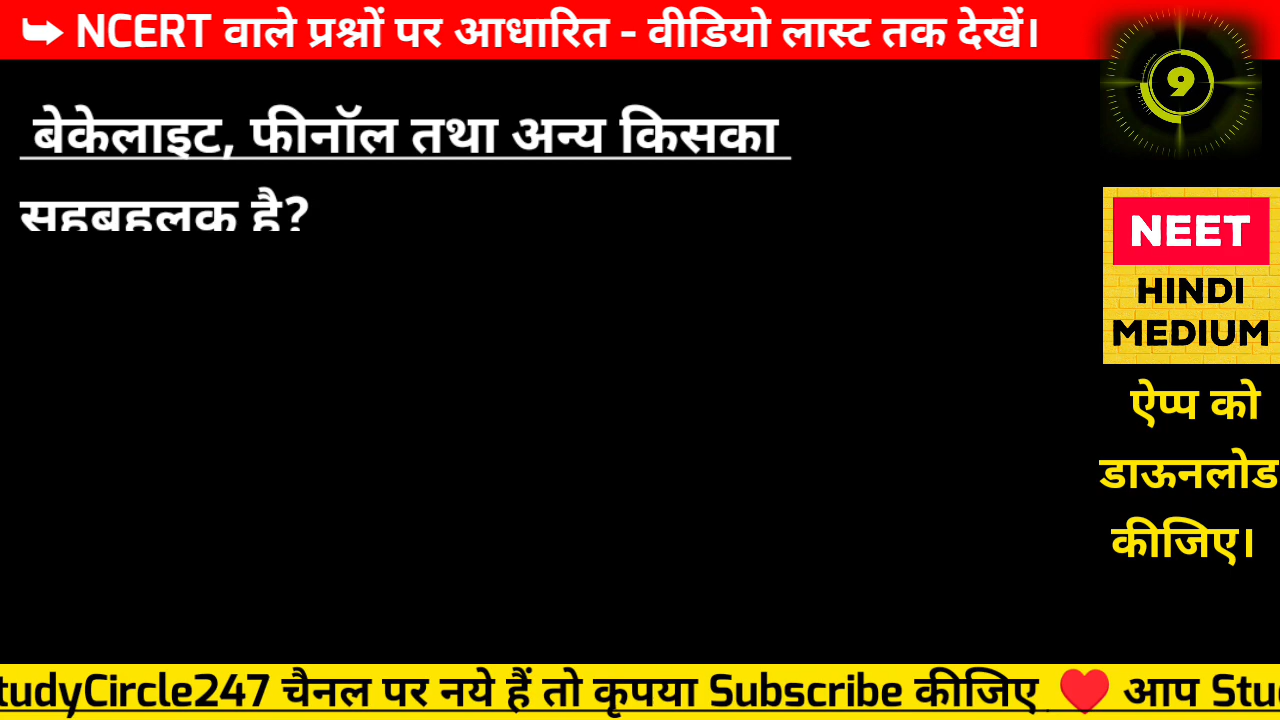 ➥ NCERT वाले प्रश्नों पर आधारित - वीडियो लास्ट तक देखें।
9
बेकेलाइट, फीनॉल तथा अन्य किसका
सहबहुलक है?
NEET
HINDI
MEDIUM
ऐप्प को
डाऊनलोड
कीजिए।
tudyCircle247 चैनल पर नये हैं तो कृपया Subscribe कीजिए ❤️ आप Stu